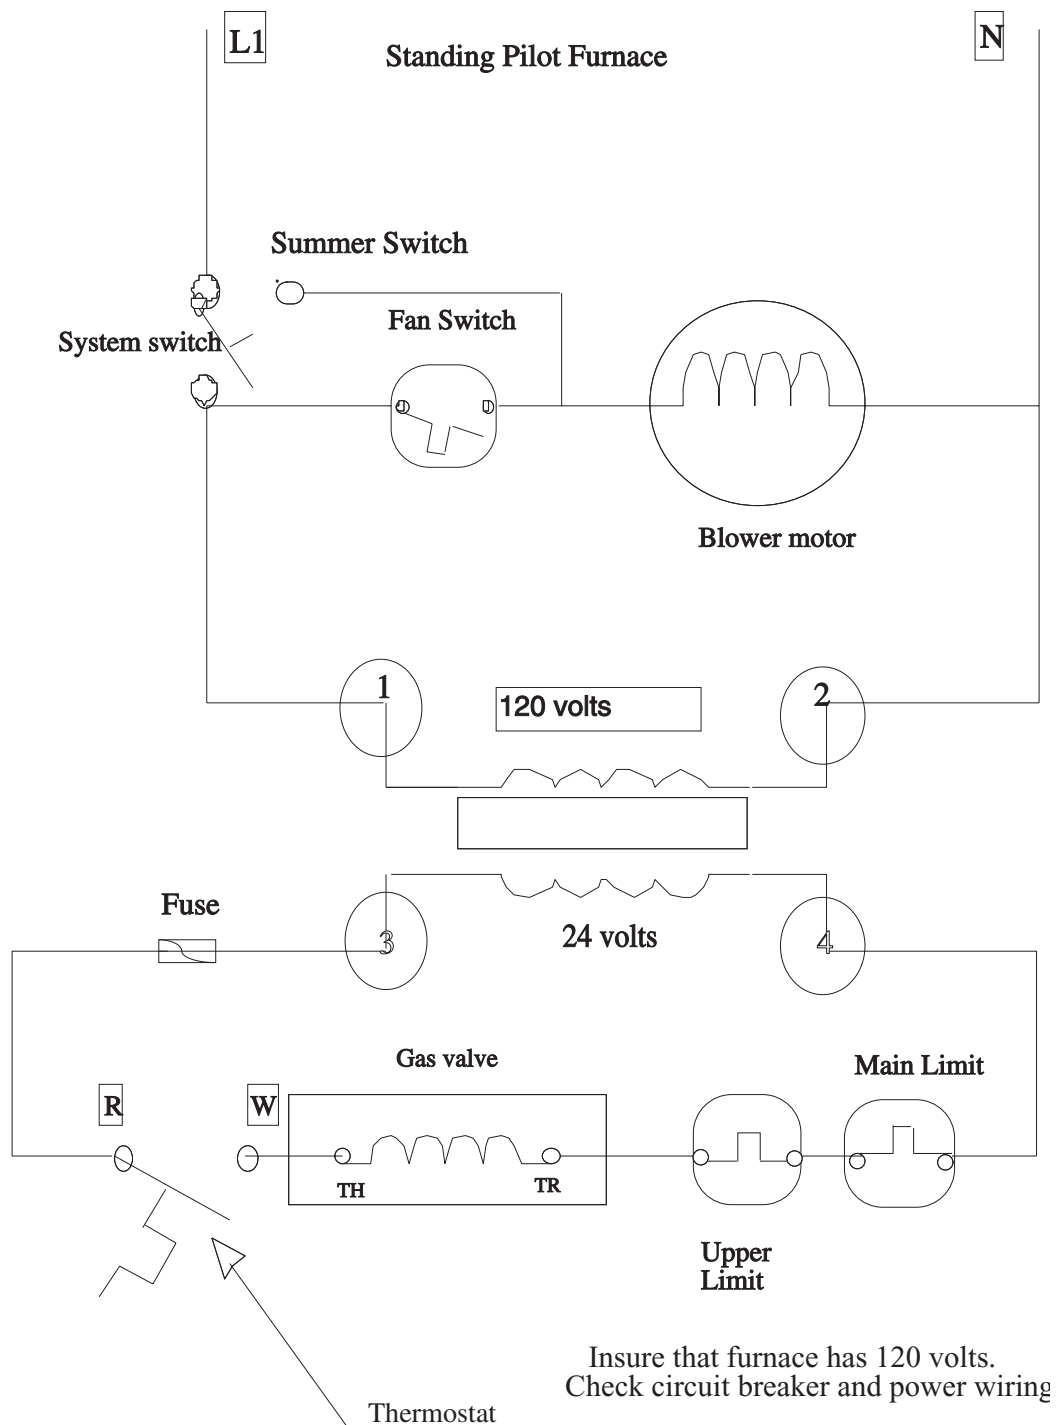 L1
N
Standing Pilot Furnace
Summer Switch
Fan Switch
System switch
Blower motor
1
120 volts
2
Fuse
3
24 volts
4
Gas valve
Main Limit
R
W
TH
TR
Upper
Limit
Insure that furnace has 120 volts.
Check circuit breaker and power wiring
Thermostat